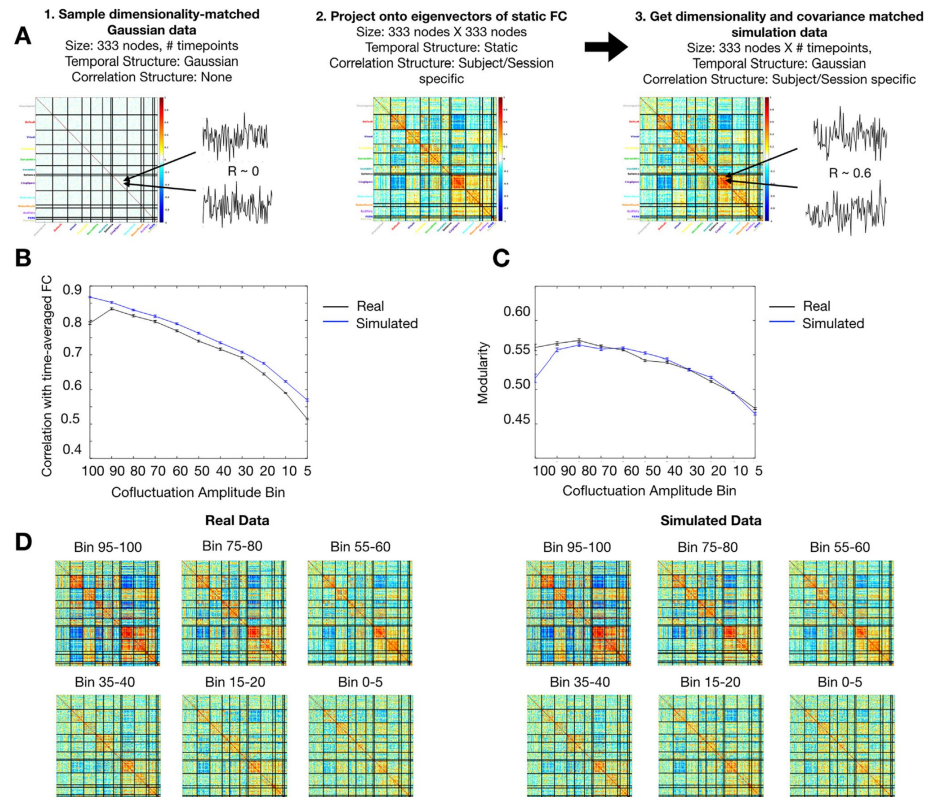 A
1. Sample dimensionality-matched
Gaussian data
Size: 333 nodes, # timepoints
Temporal Structure: Gaussian
Correlation Structure: None
R ~ 0
2. Project onto eigenvectors of static FC
Size: 333 nodes X 333 nodes
Temporal Structure: Static
Correlation Structure: Subject/Session
specific
3. Get dimensionality and covariance matched
simulation data
Size: 333 nodes X # timepoints,
Temporal Structure: Gaussian
Correlation Structure: Subject/Session specific
R ~ 0.6
B
Correlation with time-averaged FC
0.9
0.8
0.7
0.6
0.5
0.4
100 90 80 70 60 50 40 30 20 10 5
Cofluctuation Amplitude Bin
Real
Simulated
C
Modularity
0.60
0.55
0.50
0.45
100 90 80 70 60 50 40 30 20 10 5
Cofluctuation Amplitude Bin
Real
Simulated
D
Real Data
Bin 95-100 Bin 75-80 Bin 55-60
Bin 35-40 Bin 15-20 Bin 0-5
Simulated Data
Bin 95-100 Bin 75-80 Bin 55-60
Bin 35-40 Bin 15-20 Bin 0-5